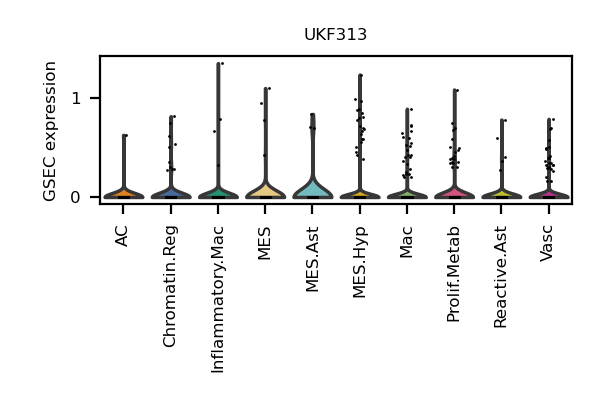 UKF313
GSEC expression
1
0
AC
Chromatin.Reg
Inflammatory.Mac
MES
MES.Ast
MES.Hyp
Mac
Prolif.Metab
Reactive.Ast
Vasc